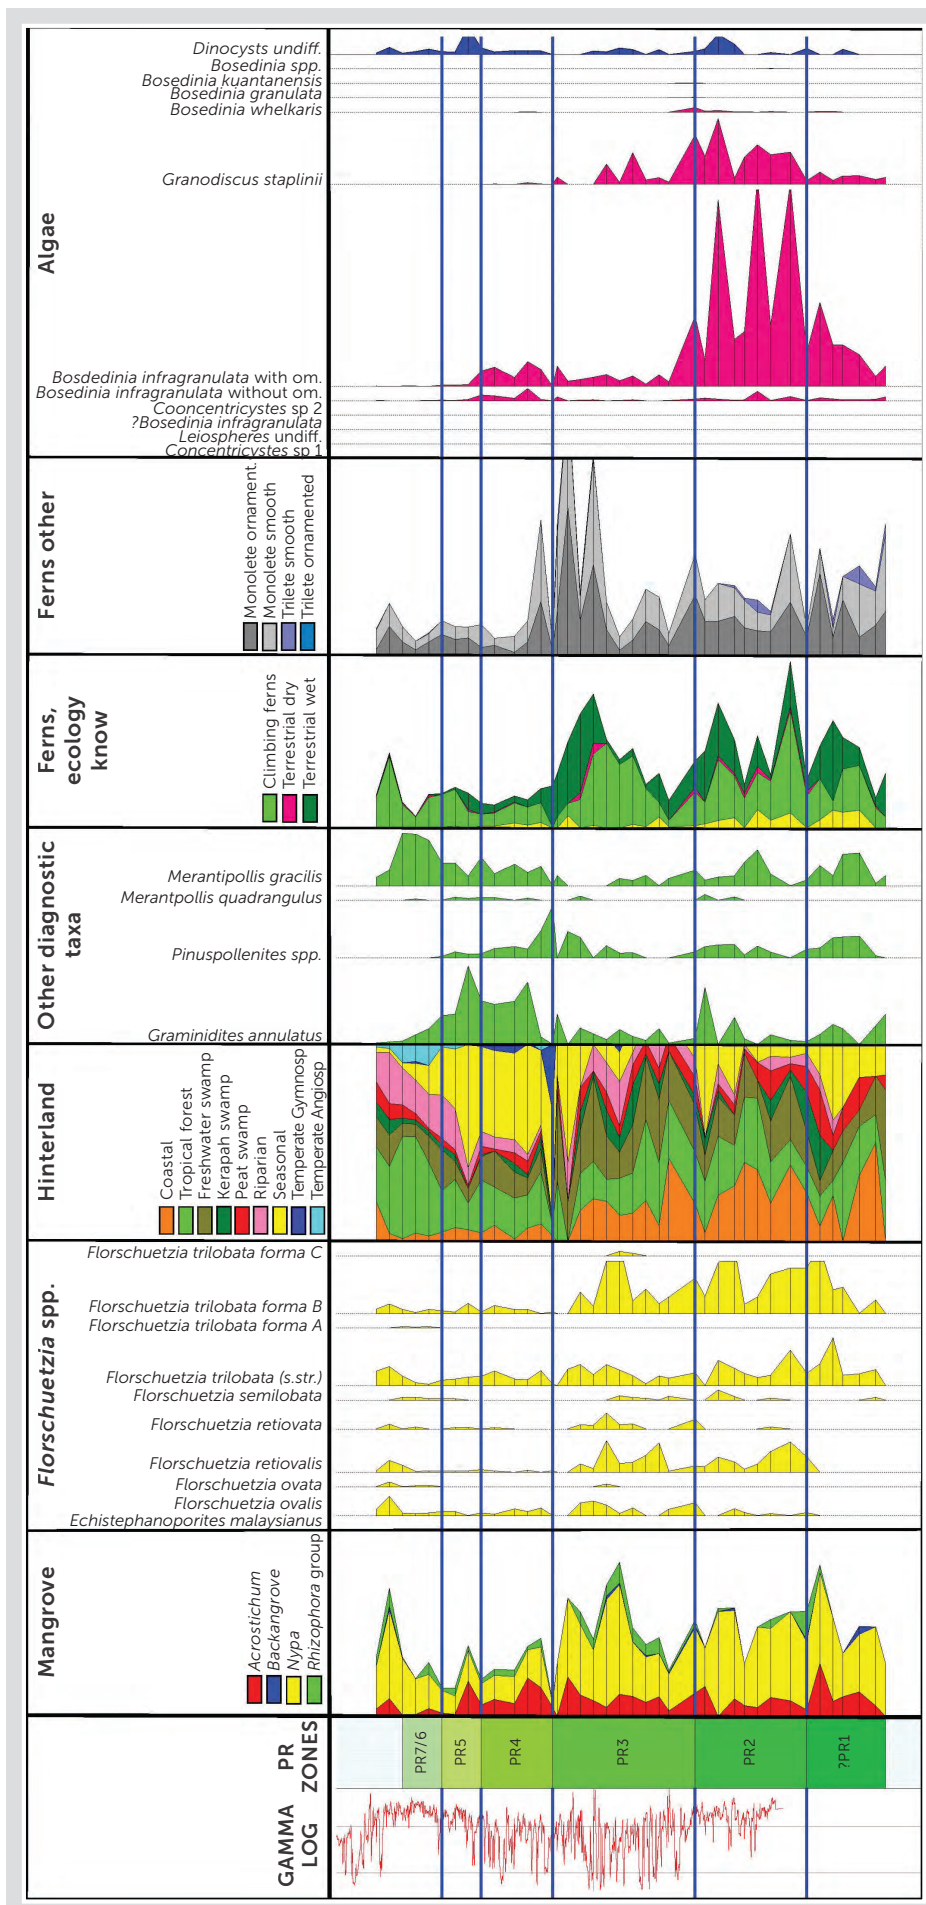 Algae
Dinocysts undiff.
Bosedinia spp.
Bosedinia kuantanensis
Bosedinia granulata
Bosedinia whelkaris
Granodiscus staplinii
Bosdedinia infragranulata with om.
Bosedinia infragranulata without om.
Cooncentricystes sp 2
?Bosedinia infragranulata
Leiospheres undiff.
Concentricystes sp 1
Ferns other
Monolete ornament.
Monolete smooth
Trilete smooth
Trilete ornamented
Ferns,
ecology
know
Climbing ferns
Terrestrial dry
Terrestrial wet
Other diagnostic
taxa
Merantipollis gracilis
Merantpollis quadrangulus
Pinuspollenites spp.
Graminidites annulatus
Hinterland
Coastal
Tropical forest
Freshwater swamp
Kerapah swamp
Peat swamp
Riparian
Seasonal
Temperate Gymnosp
Temperate Angiosp
Florschuetzia spp.
Florschuetzia trilobata forma C
Florschuetzia trilobata forma B
Florschuetzia trilobata forma A
Florschuetzia trilobata (s.str.)
Florschuetzia semilobata
Florschuetzia retiovata
Florschuetzia retiovalis
Florschuetzia ovata
Florschuetzia ovalis
Echistephanoporites malaysianus
Mangrove
Acrostichum
Backangrove
Nypa
Rhizophora group
PR
ZONES
PR7/6
PR5
PR4
PR3
PR2
?PR1
GAMMA
LOG